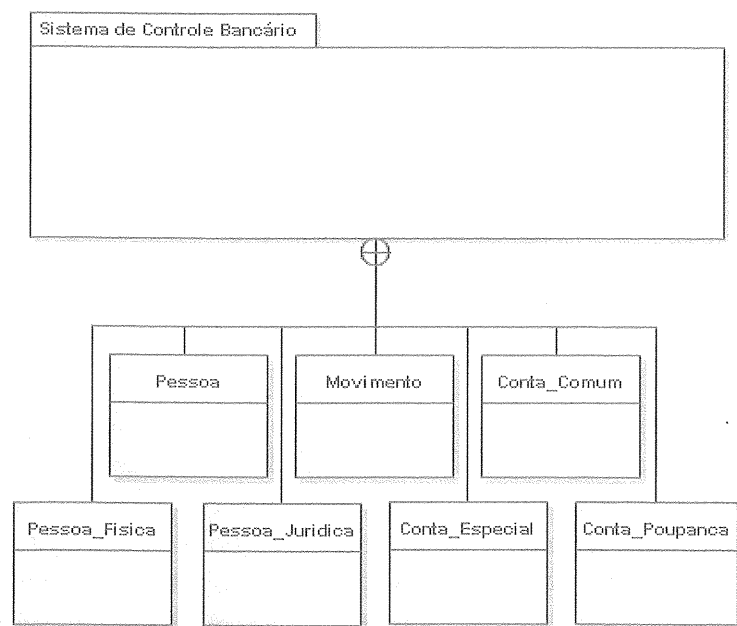 Sistema de Controle Bancário
Pessoa
Movimento
Conta_Comum
Pessoa_Fisica
Pessoa_Juridica
Conta_Especial
Conta_Poupanca